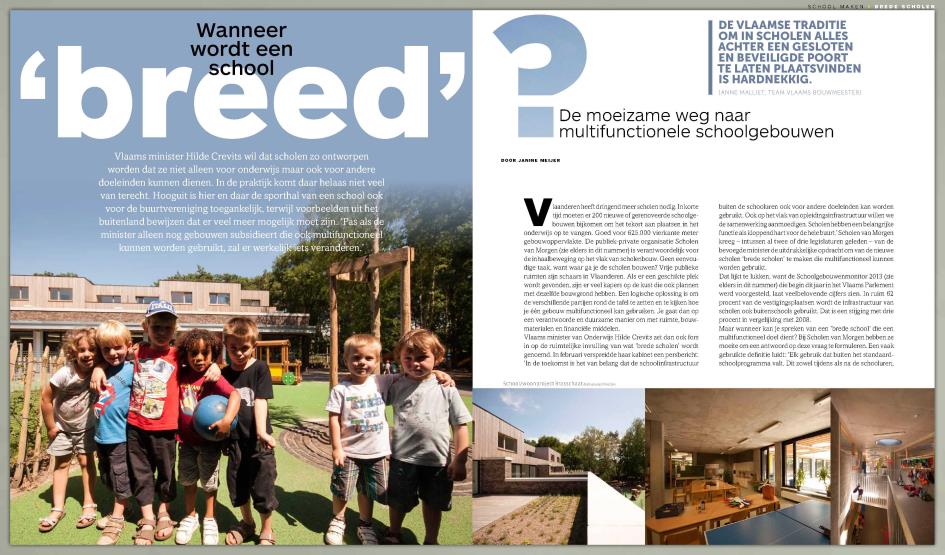 SCHOOL MAKEN BREDE SCHOLEN
Wanneer
wordt een
school
‘breed’?
Vlaams minister Hilde Crevits wil dat scholen zo ontworpen
worden dat ze niet alleen voor onderwijs maar ook voor andere
doeleinden kunnen dienen. In de praktijk komt daar helaas niet veel
van terecht. Hooguit is hier en daar de sporthal van een school ook
voor de buurtvereniging toegankelijk, terwijl voorbeelden uit het
buitenland bewijzen dat er veel meer mogelijk moet zijn. ‘Pas als de
minister alleen nog gebouwen subsidieert die ook multifunctioneel
kunnen worden gebruikt, zal er werkelijk iets veranderen.’
DE VLAAMSE TRADITIE
OM IN SCHOLEN ALLES
ACHTER EEN GESLOTEN
EN BEVEILIGDE POORT
TE LATEN PLAATSVINDEN
IS HARDNEKKIG.
(ANNE MALLIET, TEAM VLAAMS BOUWMEESTER)
De moeizame weg naar
multifunctionele schoolgebouwen
DOOR JANINE MEIJER
Vlaanderen heeft dringend meer scholen nodig. In korte
tijd moeten er 200 nieuwe of gerenoveerde schoolge-
bouwen bijkomen om het tekort aan plaatsen in het
onderwijs op te vangen. Goed voor 625.000 vierkante meter
gebouwoppervlakte. De publiek-private organisatie Scholen
van Morgen (zie elders in dit nummer) is verantwoordelijk voor
de inhaalbeweging op het vlak van scholenbouw. Geen eenvou-
dige taak, want waar ga je de scholen bouwen? Vrije publieke
ruimten zijn schaars in Vlaanderen. Als er een geschikte plek
wordt gevonden, zijn er veel kapers op de kust die ook plannen
met dezelfde bouwgrond hebben. Een logische oplossing is om
de verschillende partijen rond de tafel te zetten en te kijken hoe
je één gebouw multifunctioneel kan gebruiken. Je gaat dan op
een verantwoorde en duurzame manier om met ruimte, bouw-
materialen en financiële middelen.
Vlaams minister van Onderwijs Hilde Crevits zet dan ook fors
in op de ruimtelijke invulling van wat ‘brede scholen’ wordt
genoemd. In februari verspreidde haar kabinet een persbericht:
‘In de toekomst is het van belang dat de schoolinfrastructuur
buiten de schooluren ook voor andere doeleinden kan worden
gebruikt. Ook op het vlak van opleidingsinfrastructuur willen we
de samenwerking aanmoedigen. Scholen hebben een belangrijke
functie als kloppend hart voor de hele buurt.’ Scholen van Morgen
kreeg – intussen al twee of drie legislaturen geleden – van de
bevoegde minister de uitdrukkelijke opdracht om van de nieuwe
scholen ‘brede scholen’ te maken die multifunctioneel kunnen
worden gebruikt.
Dat lijkt te lukken, want de Schoolgebouwenmonitor 2013 (zie
elders in dit nummer) die begin dit jaar in het Vlaams Parlement
werd voorgesteld, laat veelbelovende cijfers zien. In ruim 62
procent van de vestigingsplaatsen wordt de infrastructuur van
scholen ook buitenschools gebruikt. Dat is een stijging met drie
procent in vergelijking met 2008.
Maar wanneer kan je spreken van een ‘brede school’ die een
multifunctioneel doel dient? Bij Scholen van Morgen hebben ze
moeite om een antwoord op deze vraag te formuleren. Een vaak
gebruikte definitie luidt: ‘Elk gebruik dat buiten het standaard-
schoolprogramma valt. Dit zowel tijdens als na de schooluren,
School/woonproject Brasschaat